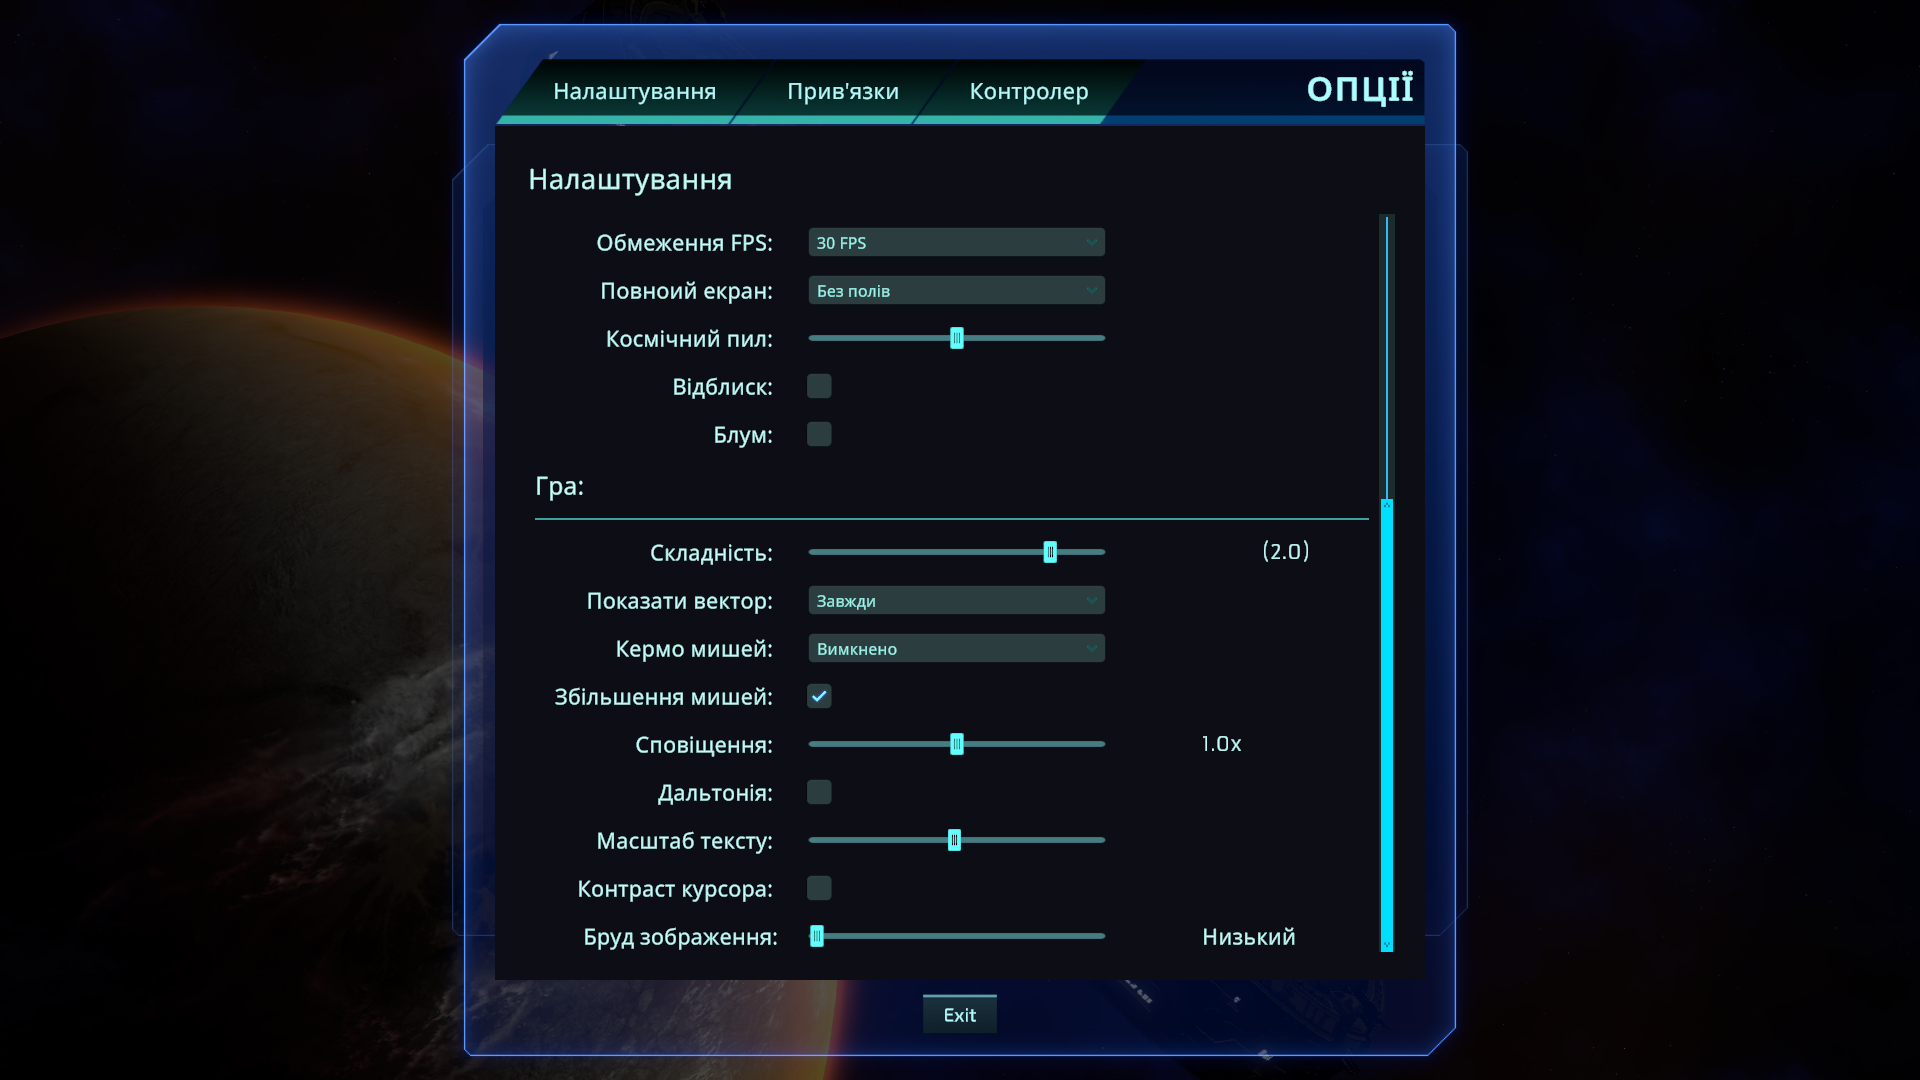 Налаштування
Прив'язки
Контролер
ОПЦІЇ
Налаштування
Обмеження FPS: 30 FPS
Повноий екран: Без полів
Космічний пил:
Відблиск:
Блум:
Гра:
Складність: (2.0)
Показати вектор: Завжди
Кермо мишей: Вимкнено
Збільшення мишей:
Сповіщення: 1.0x
Дальтонія:
Масштаб тексту:
Контраст курсора:
Бруд зображення: Низький
Exit